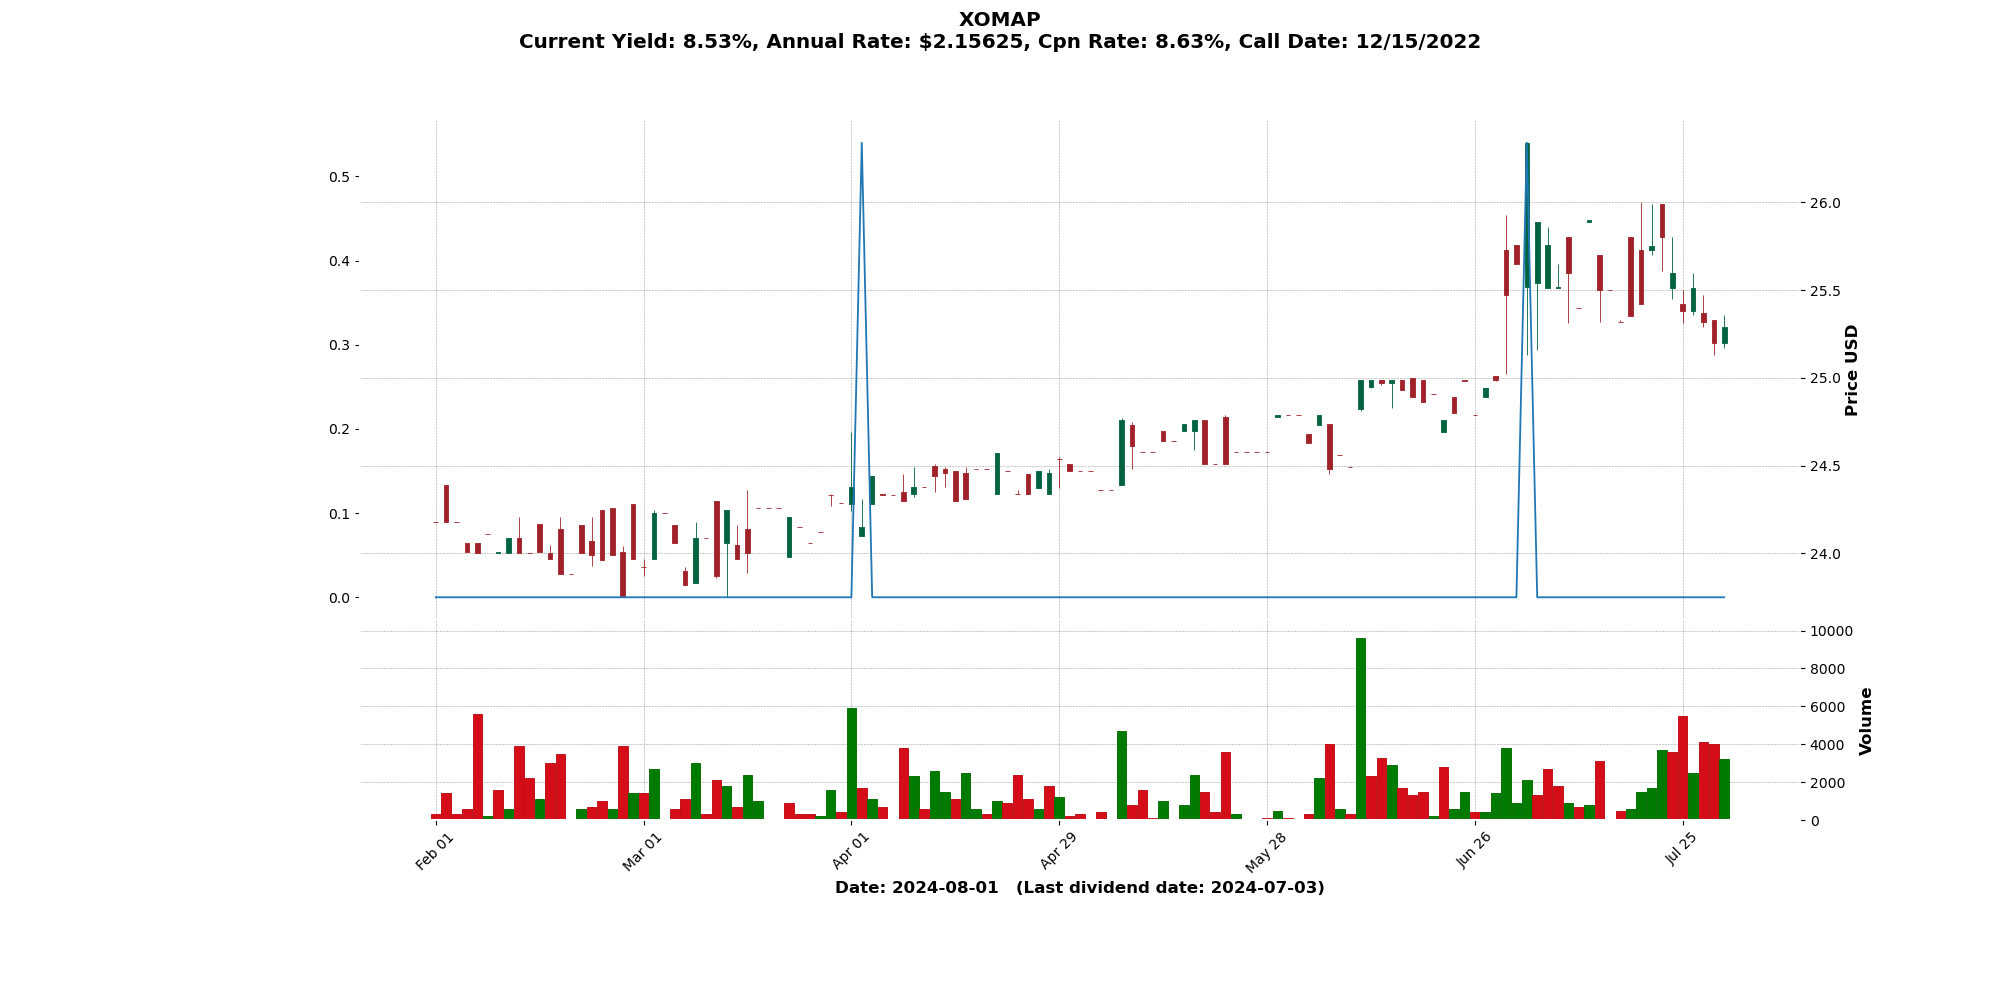 XOMAP
Current Yield: 8.53%, Annual Rate: $2.15625, Cpn Rate: 8.63%, Call Date: 12/15/2022
0.5
0.4
0.3
0.2
0.1
0.0
26.0
25.5
25.0
24.5
24.0
Price USD
10000
8000
6000
4000
2000
0
Volume
Feb 01
Mar 01
Apr 01
Apr 29
May 28
Jun 26
Jul 25
Date: 2024-08-01   (Last dividend date: 2024-07-03)